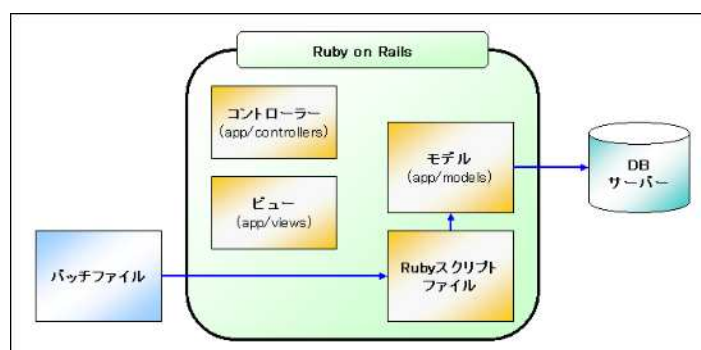 Ruby on Rails
コントローラー
(app/controllers)
モデル
(app/models)
DB
サーバー
ビュー
(app/views)
バッチファイル
Rubyスクリプト
ファイル